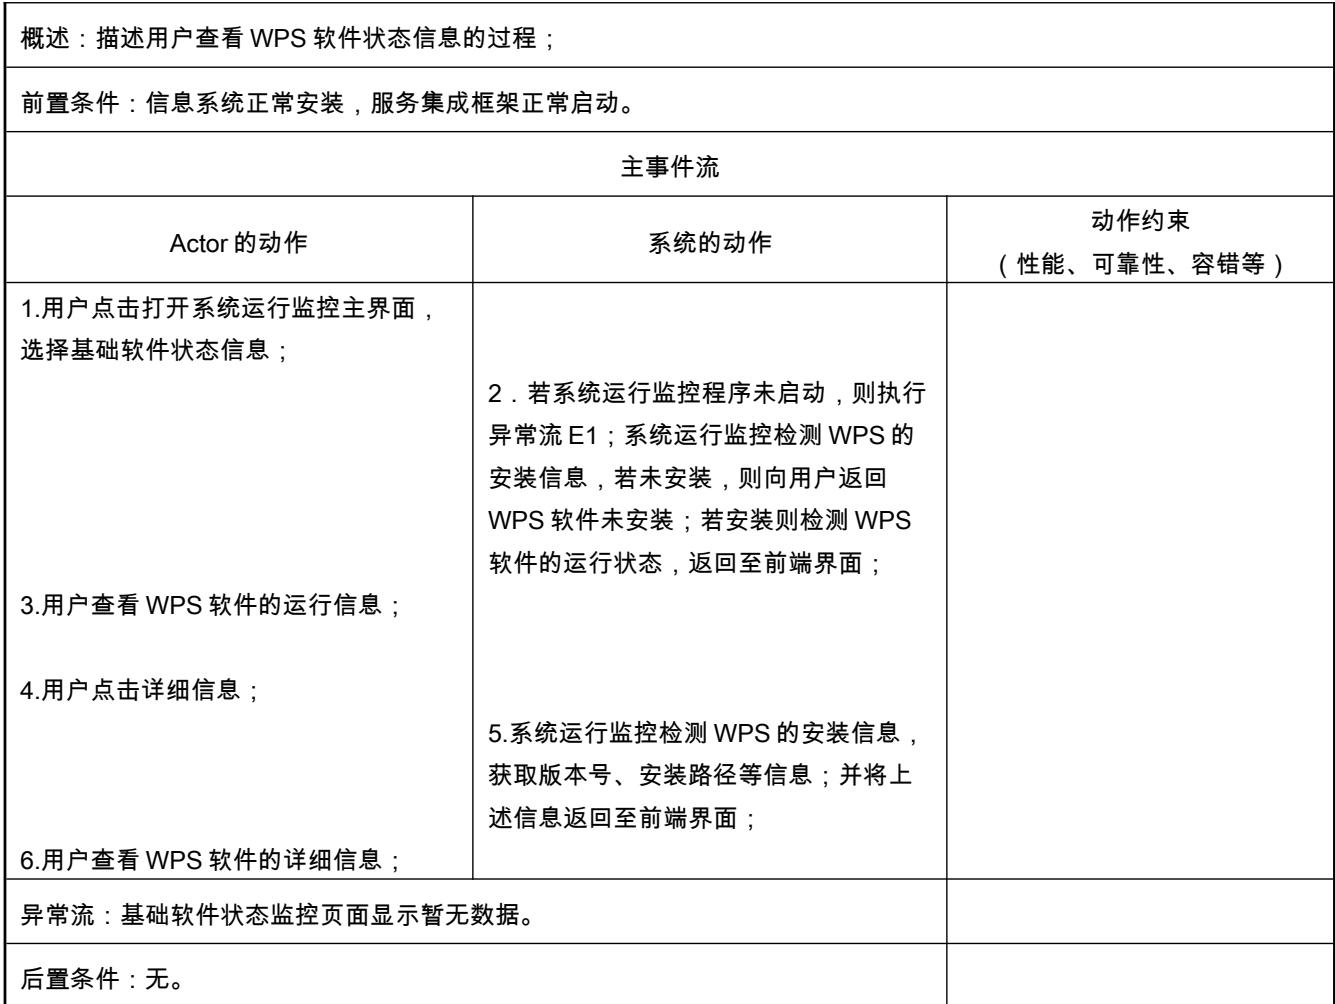 概述：描述用户查看 WPS 软件状态信息的过程；
前置条件：信息系统正常安装，服务集成框架正常启动。
主事件流
Actor 的动作
系统的动作
动作约束
（性能、可靠性、容错等）
1.用户点击打开系统运行监控主界面，
选择基础软件状态信息；
2．若系统运行监控程序未启动，则执行
异常流 E1；系统运行监控检测 WPS 的
安装信息，若未安装，则向用户返回
WPS 软件未安装；若安装则检测 WPS
软件的运行状态，返回至前端界面；
3.用户查看 WPS 软件的运行信息；
4.用户点击详细信息；
5.系统运行监控检测 WPS 的安装信息，
获取版本号、安装路径等信息；并将上
述信息返回至前端界面；
6.用户查看 WPS 软件的详细信息；
异常流：基础软件状态监控页面显示暂无数据。
后置条件：无。